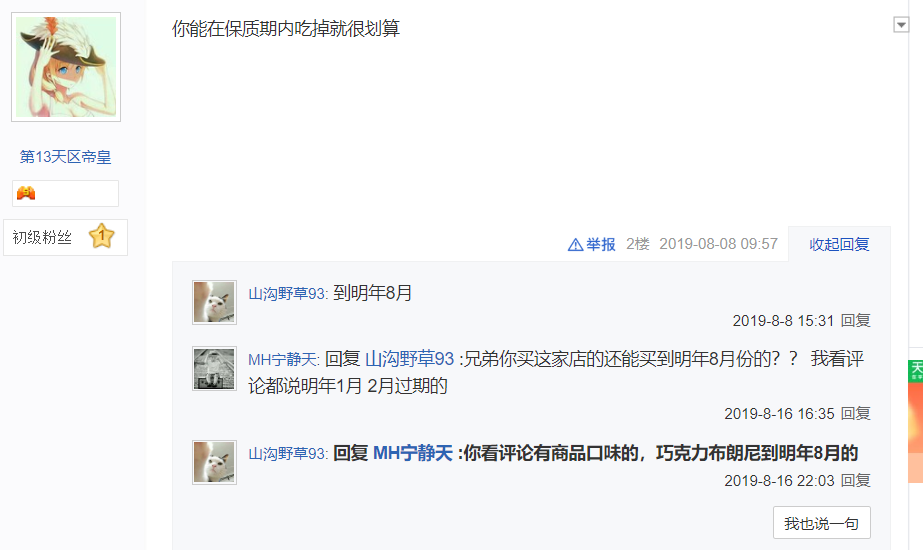 你能在保质期内吃掉就很划算
第13天区帝皇
初级粉丝 1
举报 2楼 2019-08-08 09:57 收起回复
山沟野草93: 到明年8月
2019-8-8 15:31 回复
MH宁静天: 回复 山沟野草93 :兄弟你买这家店的还能买到明年8月份的？？ 我看评
论都说明年1月 2月过期的
2019-8-16 16:35 回复
山沟野草93: 回复 MH宁静天 :你看评论有商品口味的，巧克力布朗尼到明年8月的
2019-8-16 22:03 回复
我也说一句
天